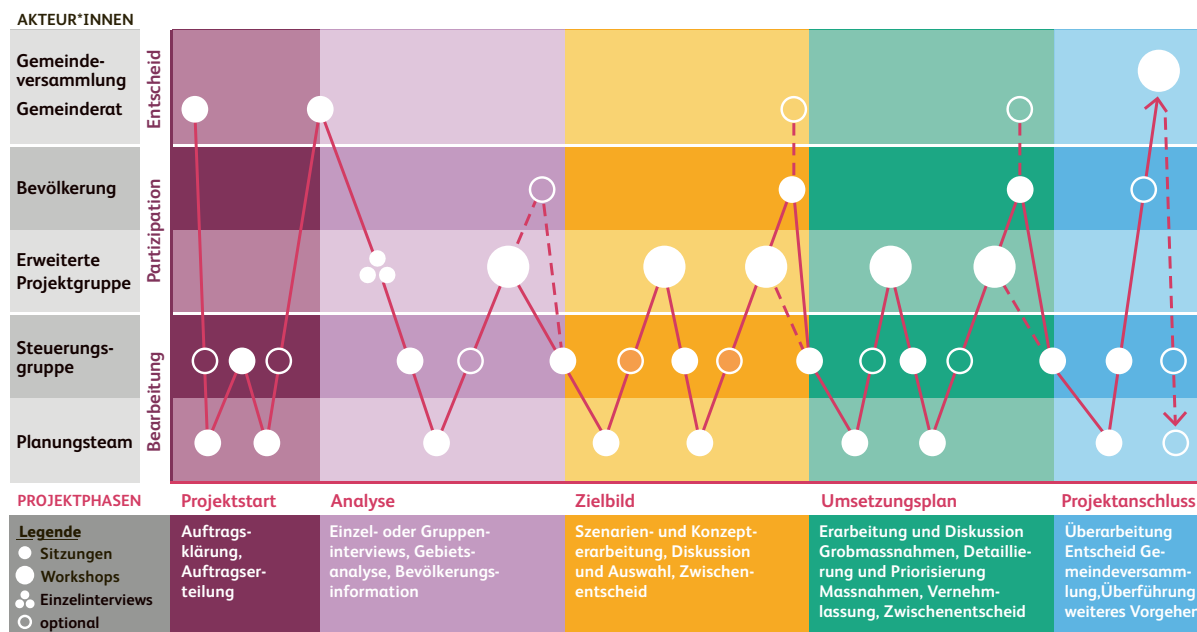 AKTEUR*INNEN
Gemeinde-
versammlung
Gemeinderat
Bevölkerung
Erweiterte
Projektgruppe
Steuerungs-
gruppe
Planungsteam
Entscheid
Partizipation
Bearbeitung
PROJEKTPHASEN
Projektstart
Analyse
Zielbild
Umsetzungsplan
Projektanschluss
Legende
Sitzungen
Workshops
Einzelinterviews
optional
Auftrags-
klärung,
Auftragser-
teilung
Einzel- oder Gruppen-
interviews, Gebiets-
analyse, Bevölkerungs-
information
Szenarien- und Konzept-
erarbeitung, Diskussion
und Auswahl, Zwischen-
entscheid
Erarbeitung und Diskussion
Grobmassnahmen, Detaillie-
rung und Priorisierung
Massnahmen, Vernehm-
lassung, Zwischenentscheid
Überarbeitung
Entscheid Ge-
meindeversamm-
lung,Überführung
weiteres Vorgehen